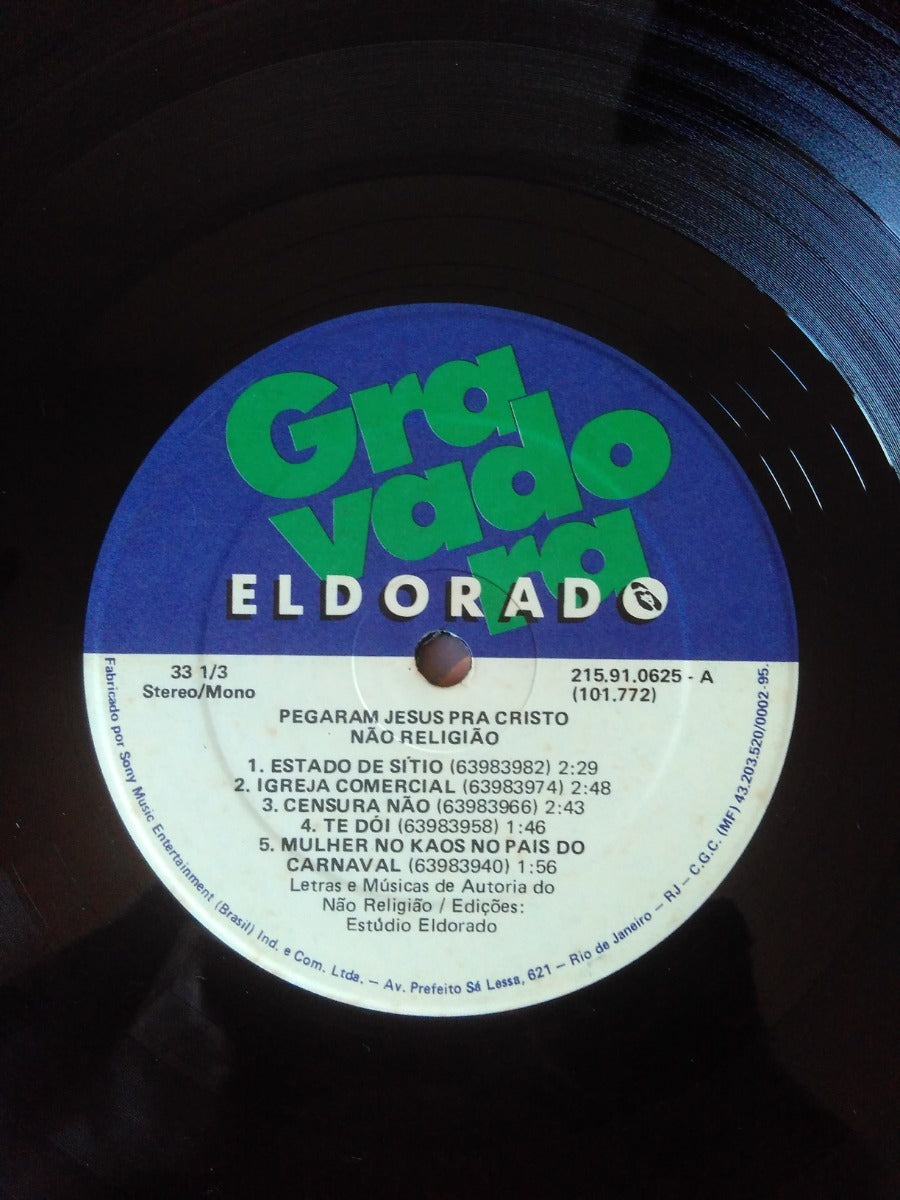 Gra
vado
ra
ELDORADO
33 1/3
Stereo/Mono
215.91.0625 - A
(101.772)
PEGARAM JESUS PRA CRISTO
NÃO RELIGIÃO
1. ESTADO DE SÍTIO (63983982) 2:29
2. IGREJA COMERCIAL (63983974) 2:48
3. CENSURA NÃO (63983966) 2:43
4. TE DÓI (63983958) 1:46
5. MULHER NO KAOS NO PAIS DO
CARNAVAL (63983940) 1:56
Letras e Músicas de Autoria do
Não Religião / Edições:
Estúdio Eldorado
Fabricado por Sony Music Entertainment (Brasil) Ind. e Com. Ltda. — Av. Prefeito Sá Lessa, 621 — Rio de Janeiro — RJ — C.G.C. (MF) 43.203.520/0002-95.